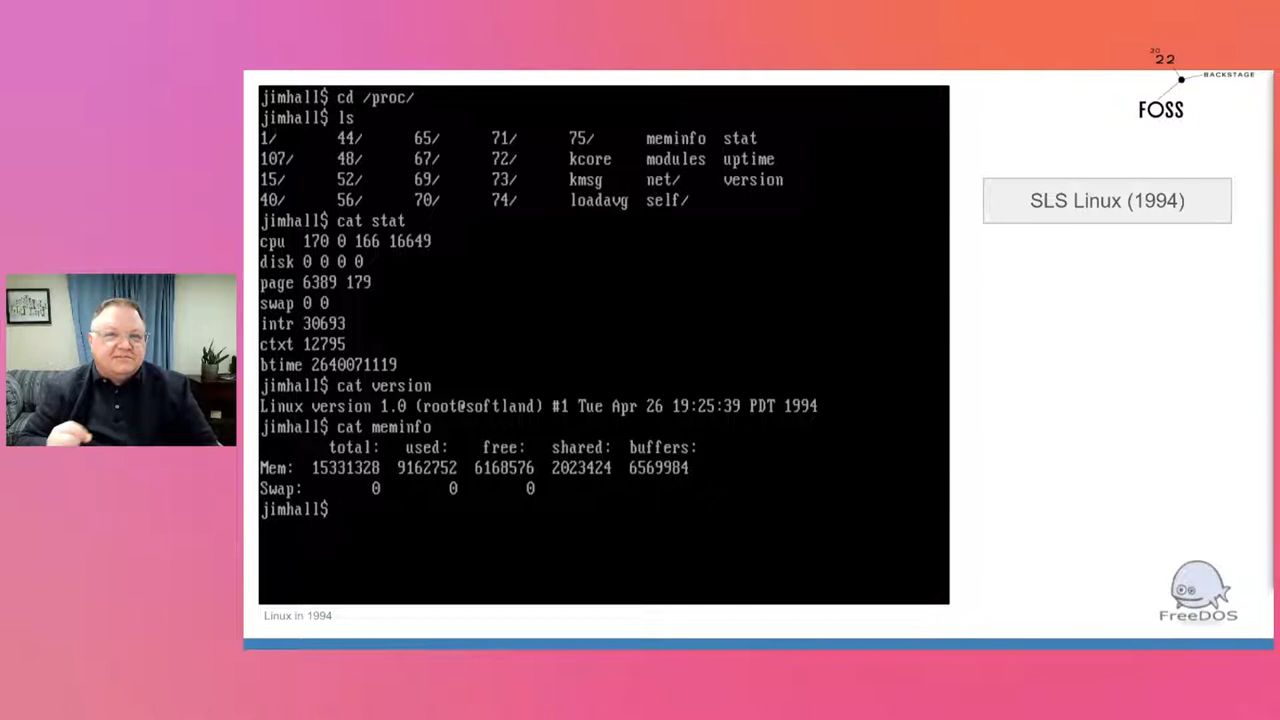 20
22
BACKSTAGE
FOSS
jimhall$ cd /proc/
jimhall$ ls
1/ 44/ 65/ 71/ 75/ meminfo stat
107/ 48/ 67/ 72/ kcore modules uptime
15/ 52/ 69/ 73/ kmsg net/ version
40/ 56/ 70/ 74/ loadavg self/
jimhall$ cat stat
cpu 170 0 166 16649
disk 0 0 0 0
page 6389 179
swap 0 0
intr 30693
ctxt 12795
btime 2640071119
jimhall$ cat version
Linux version 1.0 (root@softland) #1 Tue Apr 26 19:25:39 PDT 1994
jimhall$ cat meminfo
total: used: free: shared: buffers:
Mem: 15331328 9162752 6168576 2023424 6569984
Swap: 0 0 0
jimhall$
SLS Linux (1994)
Linux in 1994
FreeDOS